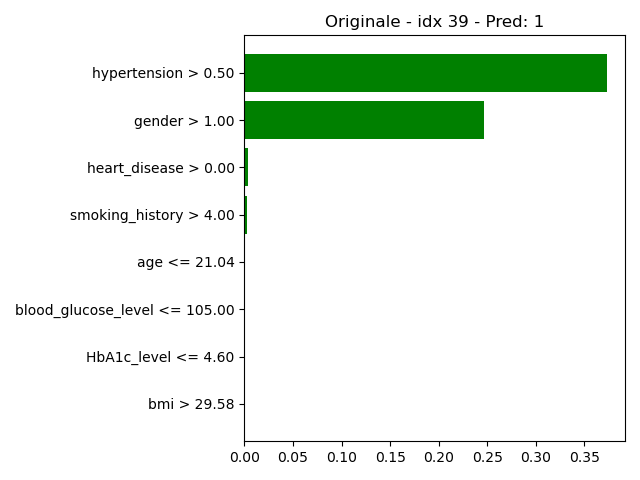 Originale - idx 39 - Pred: 1
hypertension > 0.50
gender > 1.00
heart_disease > 0.00
smoking_history > 4.00
age <= 21.04
blood_glucose_level <= 105.00
HbA1c_level <= 4.60
bmi > 29.58
0.00 0.05 0.10 0.15 0.20 0.25 0.30 0.35